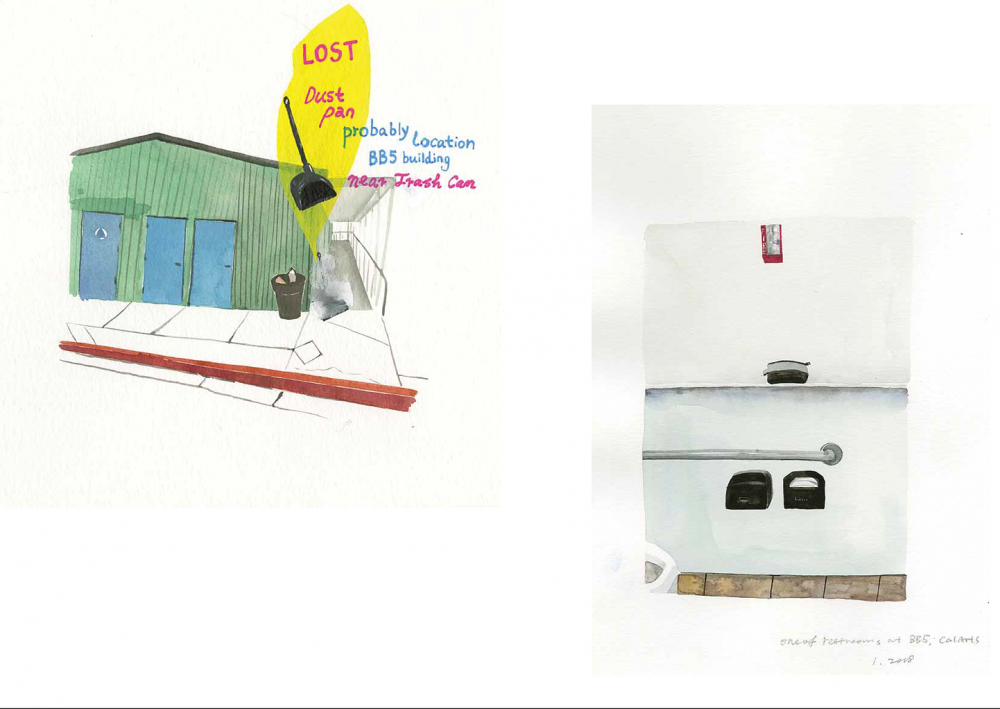 LOST
Dust
pan
probably Location
BB5 building
near Trash Can
one of restrooms at BB5, CalArts
1. 2018